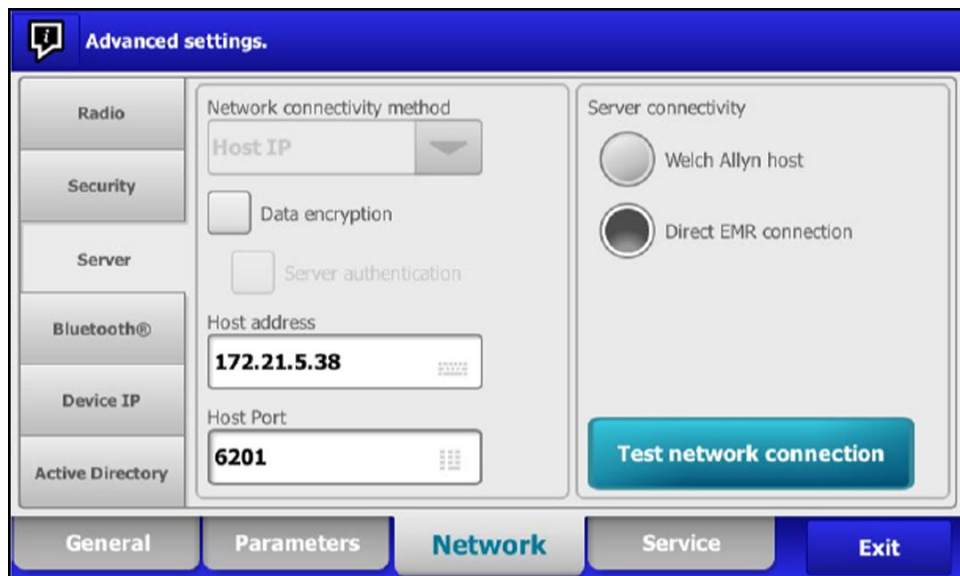 Advanced settings.
Radio
Security
Server
Bluetooth®
Device IP
Active Directory
Network connectivity method
Host IP
Data encryption
Server authentication
Host address
172.21.5.38
Host Port
6201
Server connectivity
Welch Allyn host
Direct EMR connection
Test network connection
General
Parameters
Network
Service
Exit